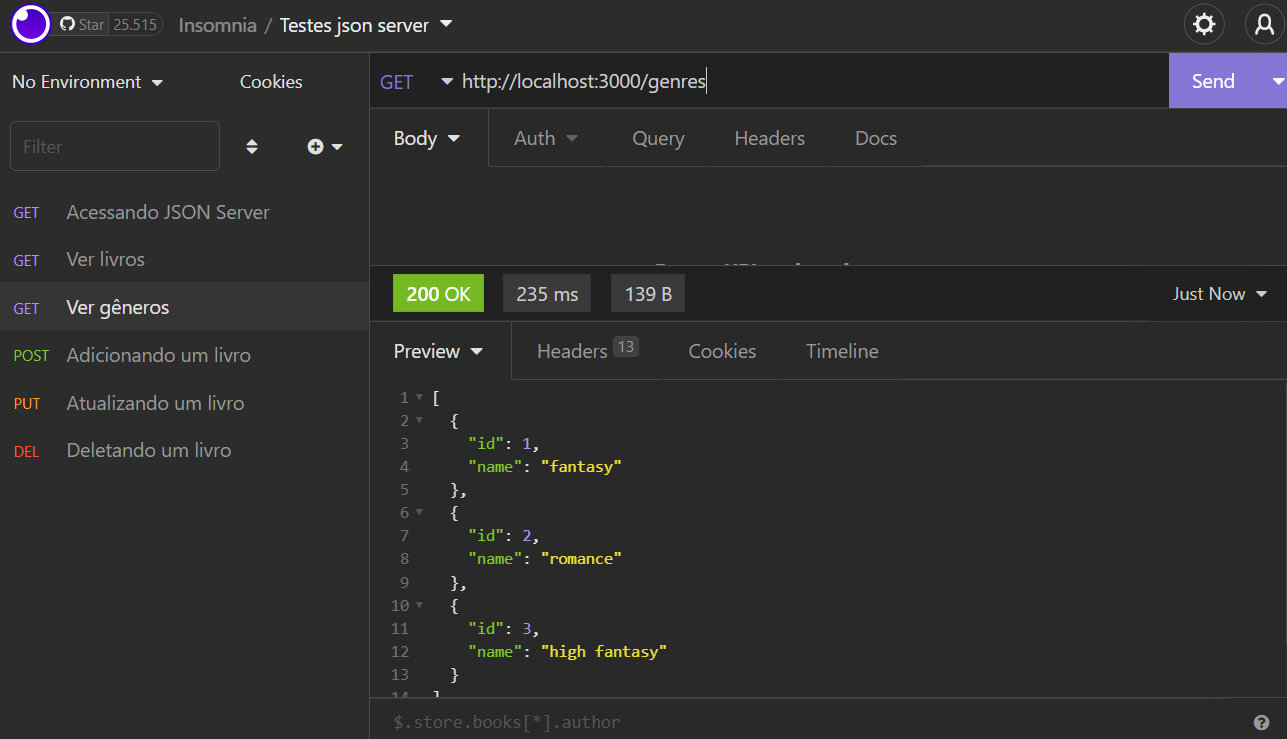 Star 25.515 Insomnia / Testes json server
No Environment Cookies
GET http://localhost:3000/genres Send
Filter
Body Auth Query Headers Docs
GET Acessando JSON Server
GET Ver livros
GET Ver gêneros
POST Adicionando um livro
PUT Atualizando um livro
DEL Deletando um livro
200 OK 235 ms 139 B Just Now
Preview Headers 13 Cookies Timeline
1 [
2 {
3 "id": 1,
4 "name": "fantasy"
5 },
6 {
7 "id": 2,
8 "name": "romance"
9 },
10 {
11 "id": 3,
12 "name": "high fantasy"
13 }
14 ]
$.store.books[*].author